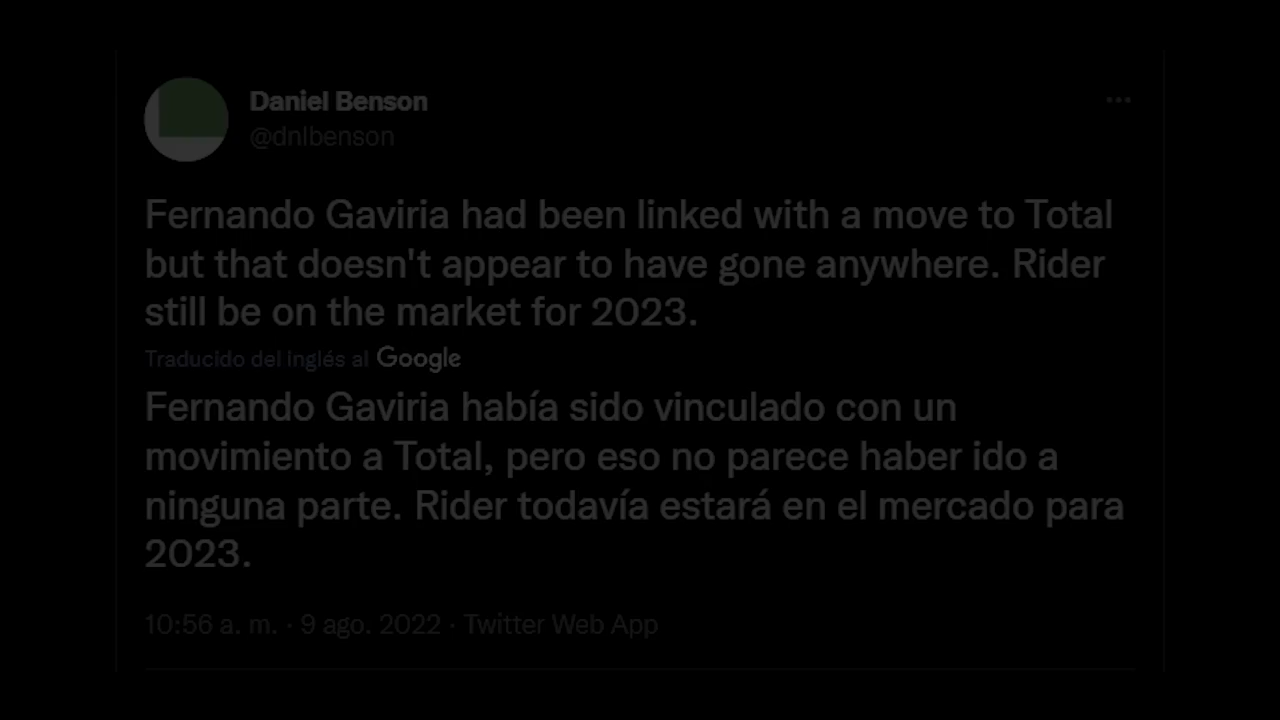 Daniel Benson
@dnlbenson
Fernando Gaviria had been linked with a move to Total
but that doesn't appear to have gone anywhere. Rider
still be on the market for 2023.
Traducido del inglés al Google
Fernando Gaviria había sido vinculado con un
movimiento a Total, pero eso no parece haber ido a
ninguna parte. Rider todavía estará en el mercado para
2023.
10:56 a. m. · 9 ago. 2022 · Twitter Web App